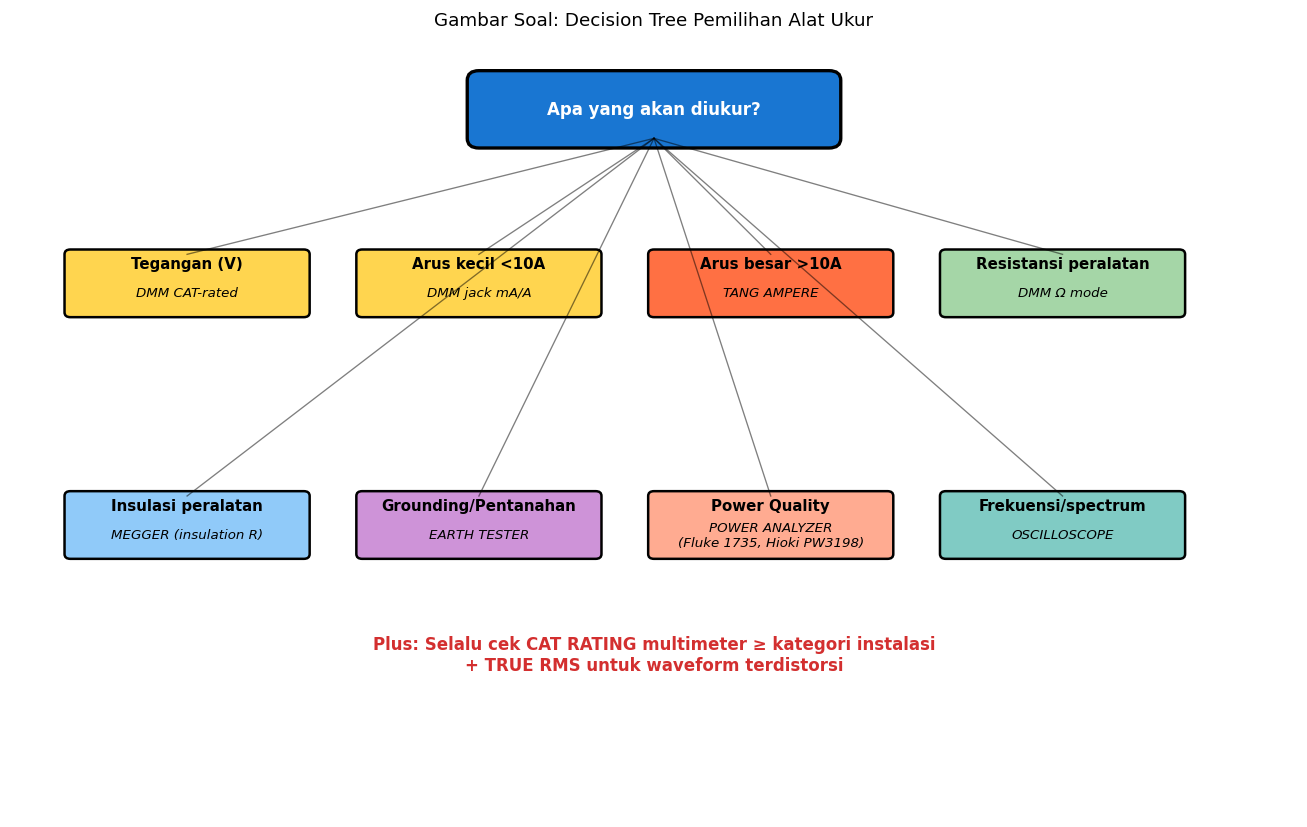 Gambar Soal: Decision Tree Pemilihan Alat Ukur
Apa yang akan diukur?
Tegangan (V)
DMM CAT-rated
Arus kecil <10A
DMM jack mA/A
Arus besar >10A
TANG AMPERE
Resistansi peralatan
DMM Ω mode
Insulasi peralatan
MEGGER (insulation R)
Grounding/Pentanahan
EARTH TESTER
Power Quality
POWER ANALYZER
(Fluke 1735, Hioki PW3198)
Frekuensi/spectrum
OSCILLOSCOPE
Plus: Selalu cek CAT RATING multimeter ≥ kategori instalasi
+ TRUE RMS untuk waveform terdistorsi